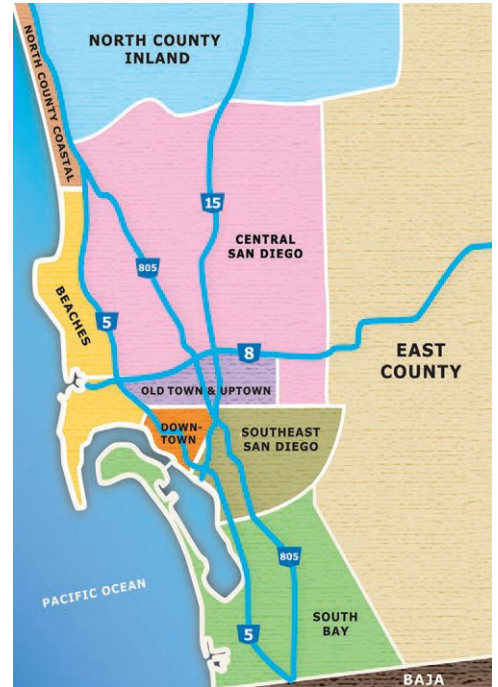 NORTH COUNTY COASTAL
NORTH COUNTY
INLAND
15
CENTRAL
SAN DIEGO
805
BEACHES
5
8
EAST
COUNTY
OLD TOWN & UPTOWN
DOWN-
TOWN
SOUTHEAST
SAN DIEGO
805
PACIFIC OCEAN
SOUTH
BAY
5
BAJA